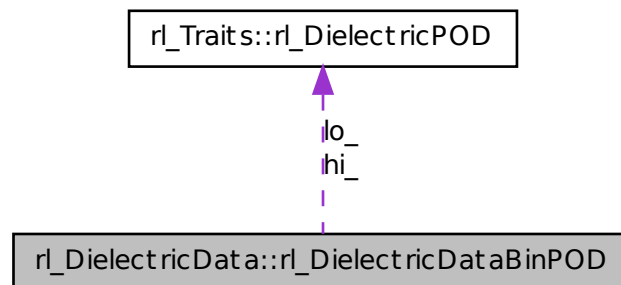 rl_Traits::rl_DielectricPOD
lo_
hi_
rl_DielectricData::rl_DielectricDataBinPOD